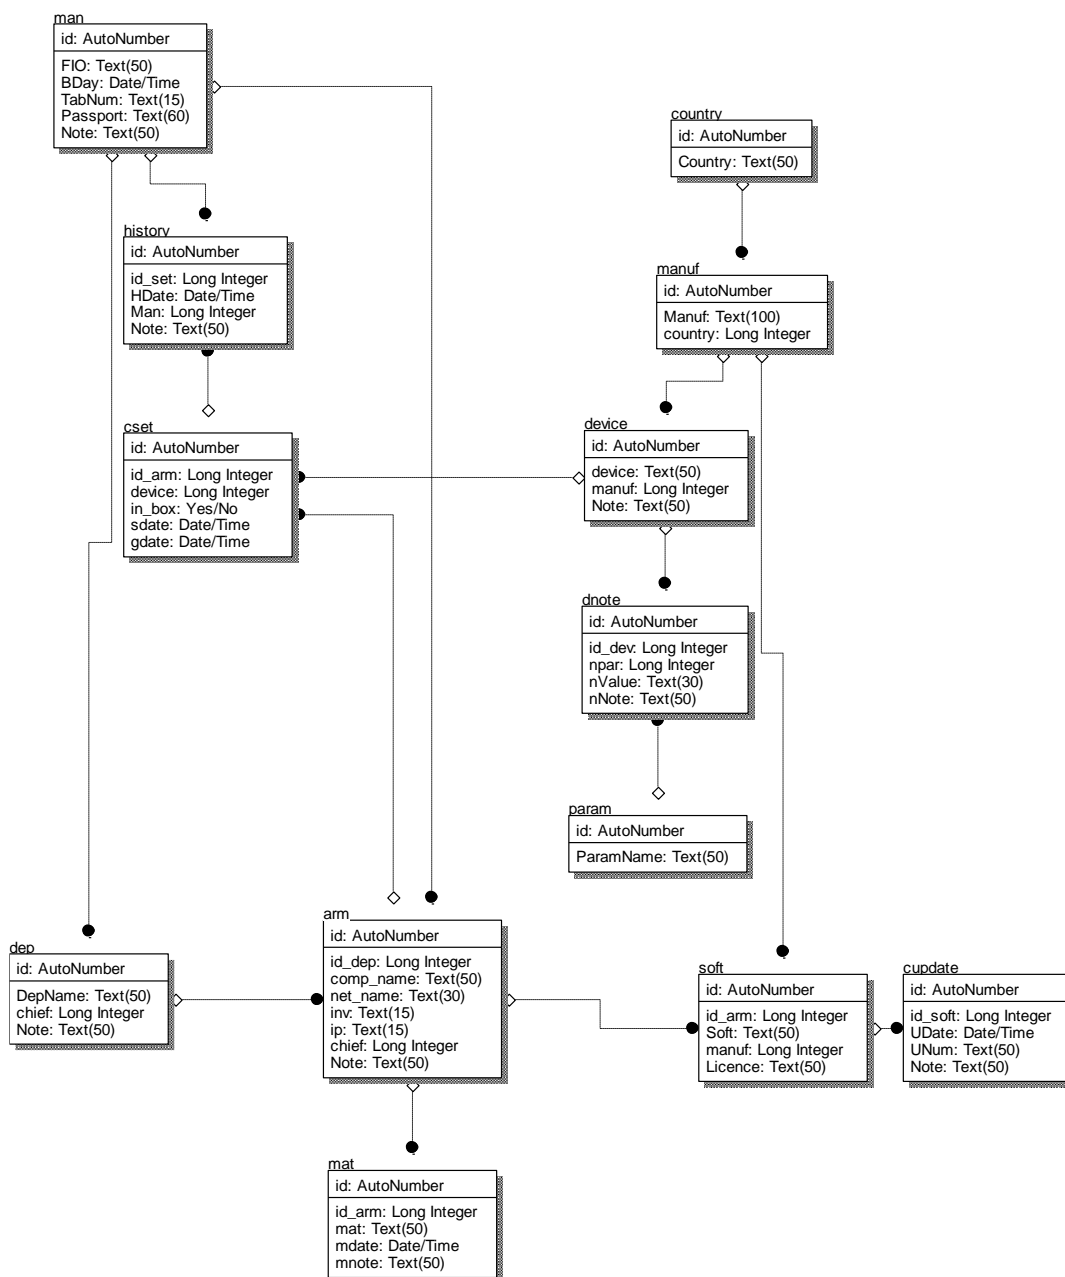 man
id: AutoNumber
FIO: Text(50)
BDay: Date/Time
TabNum: Text(15)
Passport: Text(60)
Note: Text(50)
country
id: AutoNumber
Country: Text(50)
history
id: AutoNumber
id_set: Long Integer
HDate: Date/Time
Man: Long Integer
Note: Text(50)
manuf
id: AutoNumber
Manuf: Text(100)
country: Long Integer
cset
id: AutoNumber
id_arm: Long Integer
device: Long Integer
in_box: Yes/No
sdate: Date/Time
gdate: Date/Time
device
id: AutoNumber
device: Text(50)
manuf: Long Integer
Note: Text(50)
dnote
id: AutoNumber
id_dev: Long Integer
npar: Long Integer
nValue: Text(30)
nNote: Text(50)
param
id: AutoNumber
ParamName: Text(50)
dep
id: AutoNumber
DepName: Text(50)
chief: Long Integer
Note: Text(50)
arm
id: AutoNumber
id_dep: Long Integer
comp_name: Text(50)
net_name: Text(30)
inv: Text(15)
ip: Text(15)
chief: Long Integer
Note: Text(50)
soft
id: AutoNumber
id_arm: Long Integer
Soft: Text(50)
manuf: Long Integer
Licence: Text(50)
cupdate
id: AutoNumber
id_soft: Long Integer
UDate: Date/Time
UNum: Text(50)
Note: Text(50)
mat
id: AutoNumber
id_arm: Long Integer
mat: Text(50)
mdate: Date/Time
mnote: Text(50)